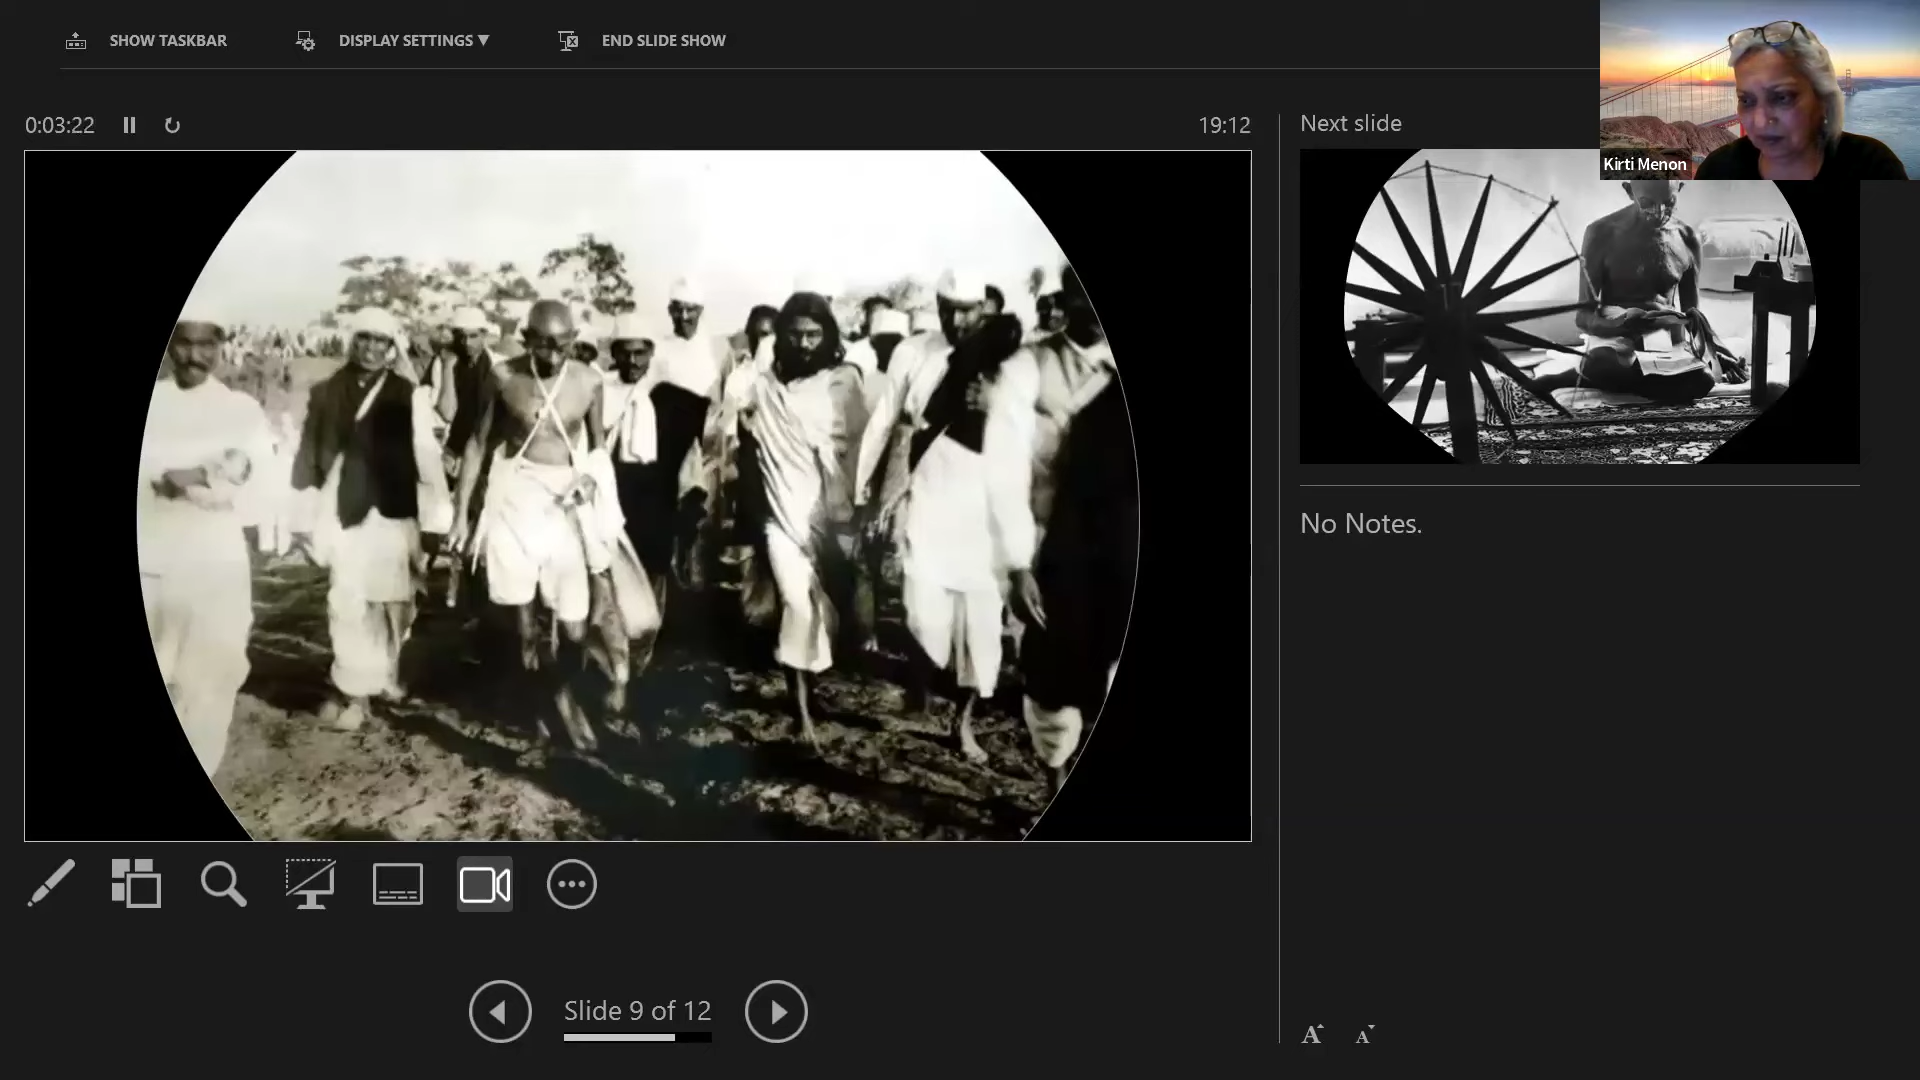 SHOW TASKBAR
DISPLAY SETTINGS ▼
END SLIDE SHOW
0:03:22
19:12
Next slide
Kirti Menon
No Notes.
Slide 9 of 12
A
A